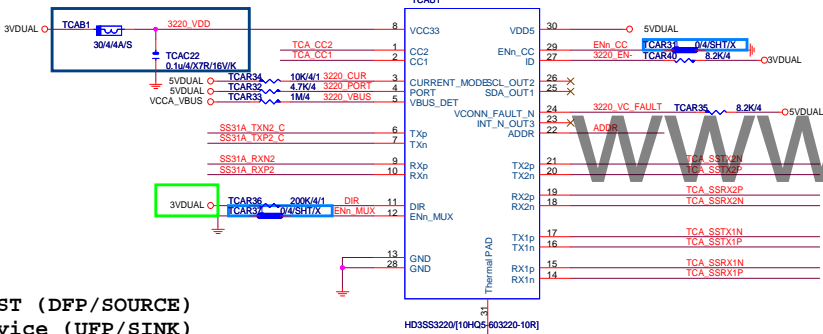 TCAU1
3VDUAL TCAB1 3220_VDD 8 VCC33 VDD5 30 5VDUAL
30/4/4A/S
TCAC22
0.1u/4/X7R/16V/K
TCA_CC2 1 CC2 ENn_CC 29 ENn_CC TCAR31 0/4/SHT/X
TCA_CC1 2 CC1 ID 27 3220_EN- TCAR40 8.2K/4 3VDUAL
5VDUAL TCAR34 10K/4/1 3220_CUR 3 CURRENT_MODE SCL_OUT2 26
5VDUAL TCAR32 4.7K/4 3220_PORT 4 PORT SDA_OUT1 25
VCCA_VBUS TCAR33 1M/4 3220_VBUS 5 VBUS_DET
VCONN_FAULT_N 24 3220_VC_FAULT TCAR35 8.2K/4 5VDUAL
INT_N_OUT3 23
ADDR 22 ADDR
WWW
SS31A_TXN2_C 6 TXp
SS31A_TXP2_C 7 TXn
SS31A_RXN2 9 RXp TX2p 21 TCA_SSTX2N
SS31A_RXP2 10 RXn TX2n 20 TCA_SSTX2P
RX2p 19 TCA_SSRX2P
RX2n 18 TCA_SSRX2N
3VDUAL TCAR36 200K/4/1 DIR 11 DIR
TCAR37 0/4/SHT/X ENn_MUX 12 ENn_MUX
TX1p 17 TCA_SSTX1N
TX1n 16 TCA_SSTX1P
13 GND RX1p 15 TCA_SSRX1N
28 GND RX1n 14 TCA_SSRX1P
Thermal PAD
31
ST (DFP/SOURCE)
vice (UFP/SINK)
HD3SS3220/[10HQ5-603220-10R]